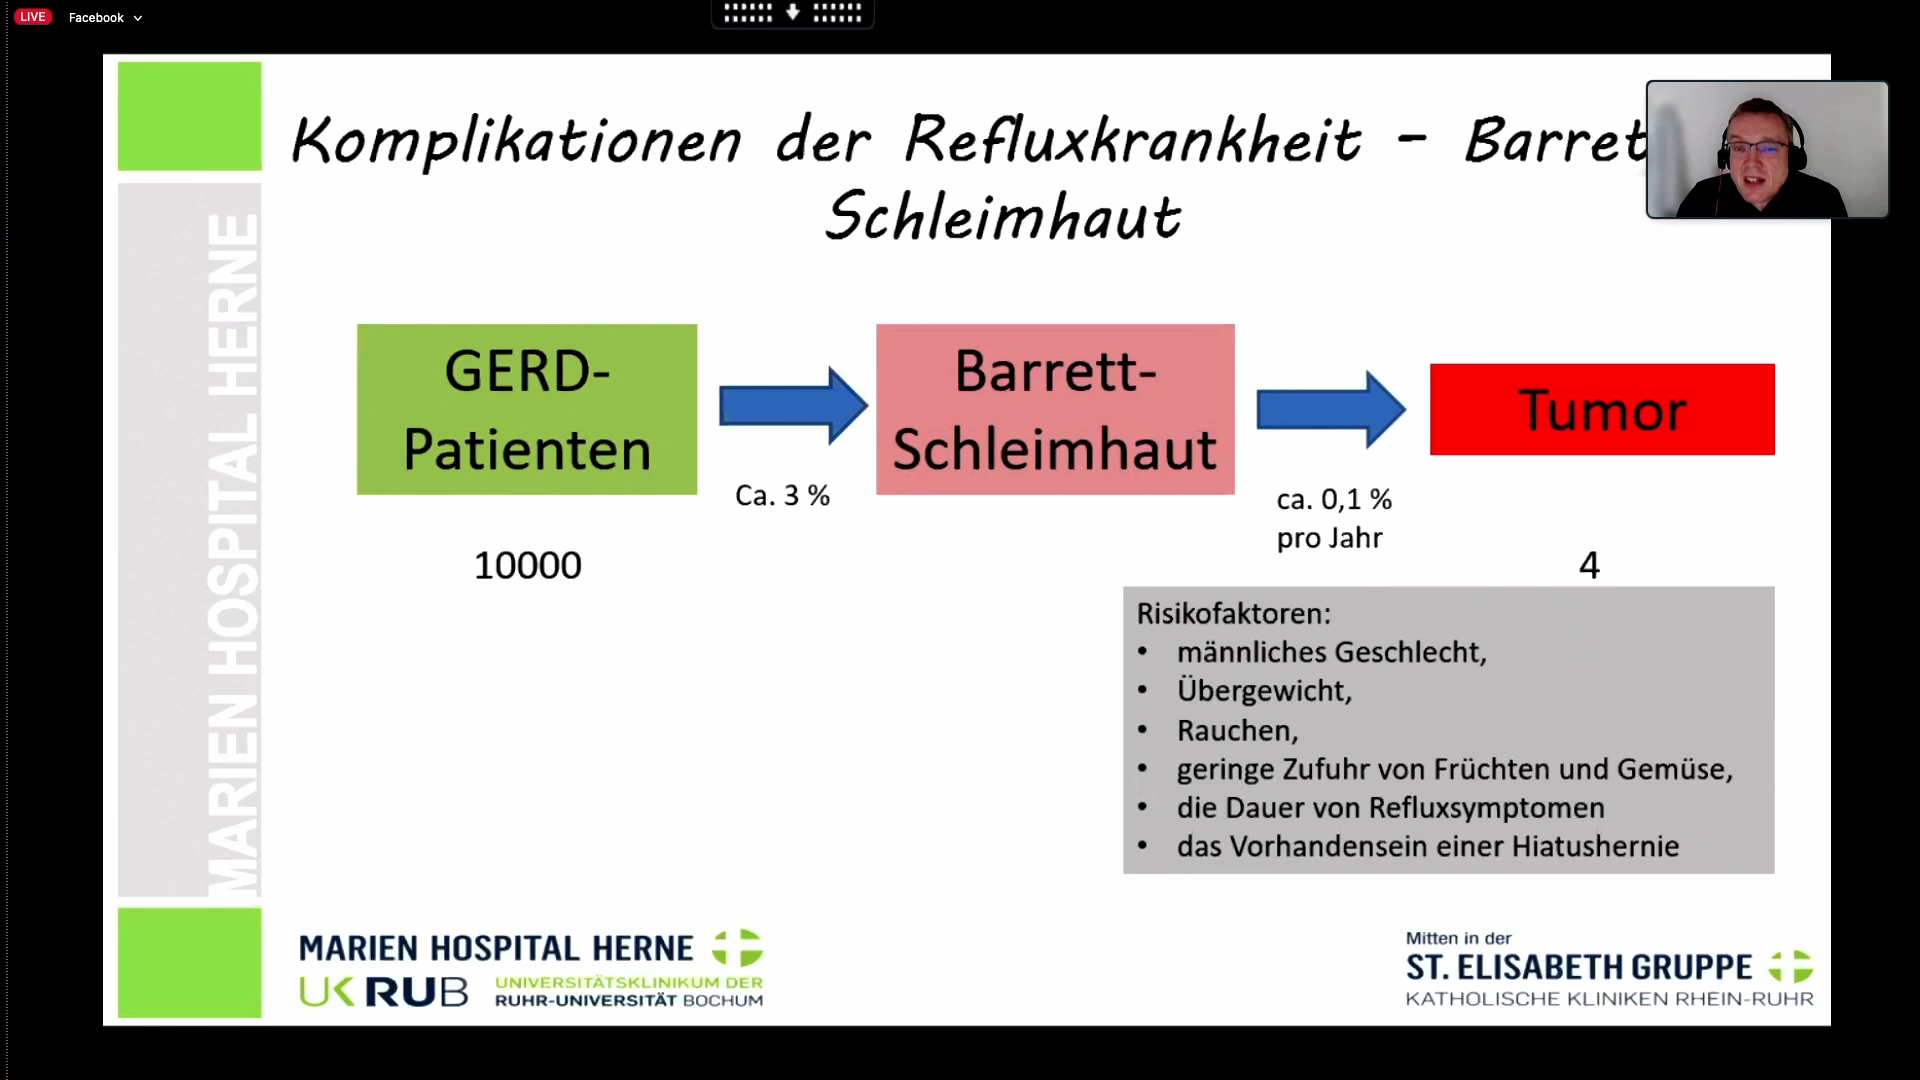 LIVE Facebook
Komplikationen der Refluxkrankheit - Barret
Schleimhaut
MARIEN HOSPITAL HERNE
GERD-
Patienten
Ca. 3 %
Barrett-
Schleimhaut
ca. 0,1 %
pro Jahr
Tumor
10000
4
Risikofaktoren:
• männliches Geschlecht,
• Übergewicht,
• Rauchen,
• geringe Zufuhr von Früchten und Gemüse,
• die Dauer von Refluxsymptomen
• das Vorhandensein einer Hiatushernie
MARIEN HOSPITAL HERNE
UK RUB
UNIVERSITÄTSKLINIKUM DER
RUHR-UNIVERSITÄT BOCHUM
Mitten in der
ST. ELISABETH GRUPPE
KATHOLISCHE KLINIKEN RHEIN-RUHR